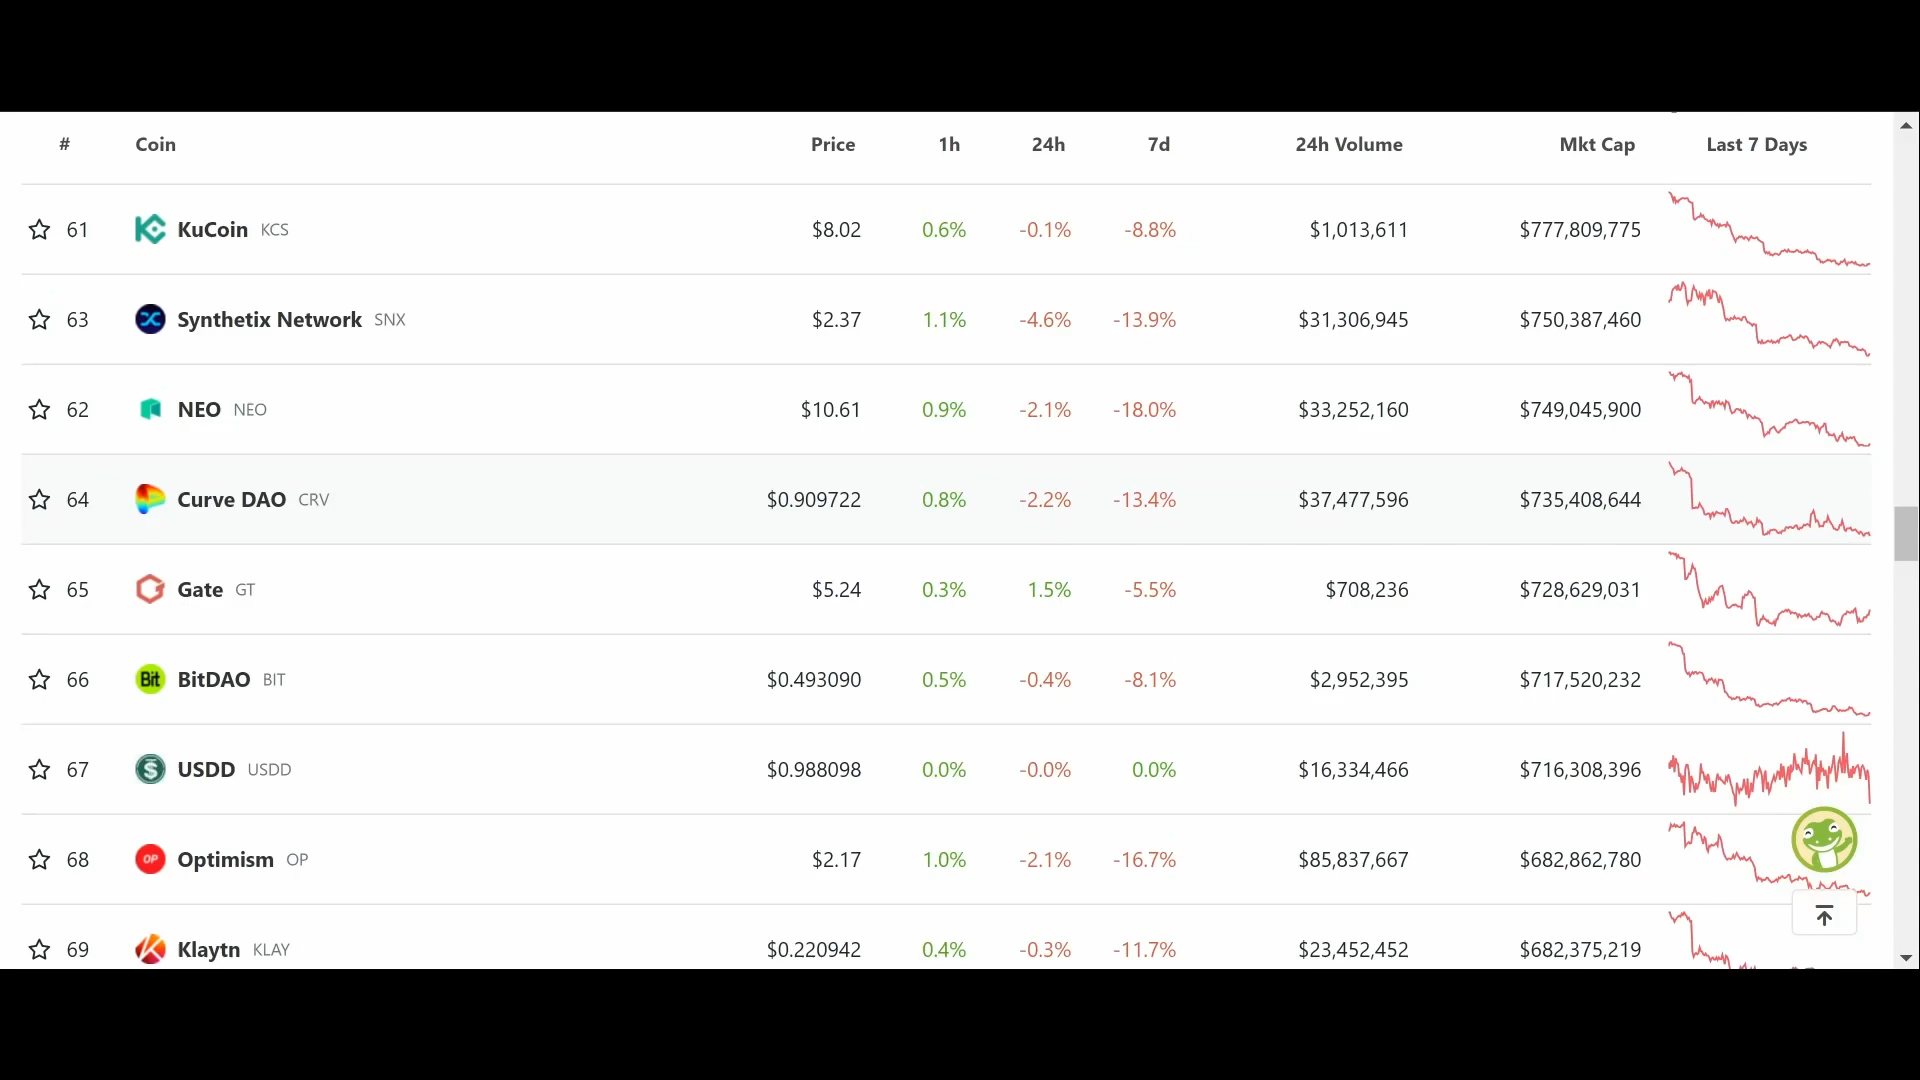 # Coin Price 1h 24h 7d 24h Volume Mkt Cap Last 7 Days
61 KuCoin KCS $8.02 0.6% -0.1% -8.8% $1,013,611 $777,809,775
63 Synthetix Network SNX $2.37 1.1% -4.6% -13.9% $31,306,945 $750,387,460
62 NEO NEO $10.61 0.9% -2.1% -18.0% $33,252,160 $749,045,900
64 Curve DAO CRV $0.909722 0.8% -2.2% -13.4% $37,477,596 $735,408,644
65 Gate GT $5.24 0.3% 1.5% -5.5% $708,236 $728,629,031
66 Bit BitDAO BIT $0.493090 0.5% -0.4% -8.1% $2,952,395 $717,520,232
67 USDD USDD $0.988098 0.0% -0.0% 0.0% $16,334,466 $716,308,396
68 OP Optimism OP $2.17 1.0% -2.1% -16.7% $85,837,667 $682,862,780
69 Klaytn KLAY $0.220942 0.4% -0.3% -11.7% $23,452,452 $682,375,219